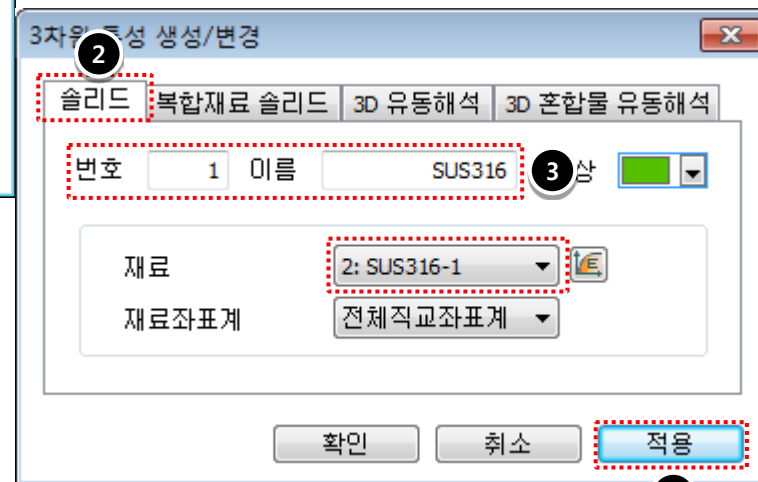 3차원 특성 생성/변경
2
솔리드 복합재료 솔리드 3D 유동해석 3D 혼합물 유동해석
번호 1 이름 SUS316 3 상
재료 2: SUS316-1
재료좌표계 전체직교좌표계
확인 취소 적용